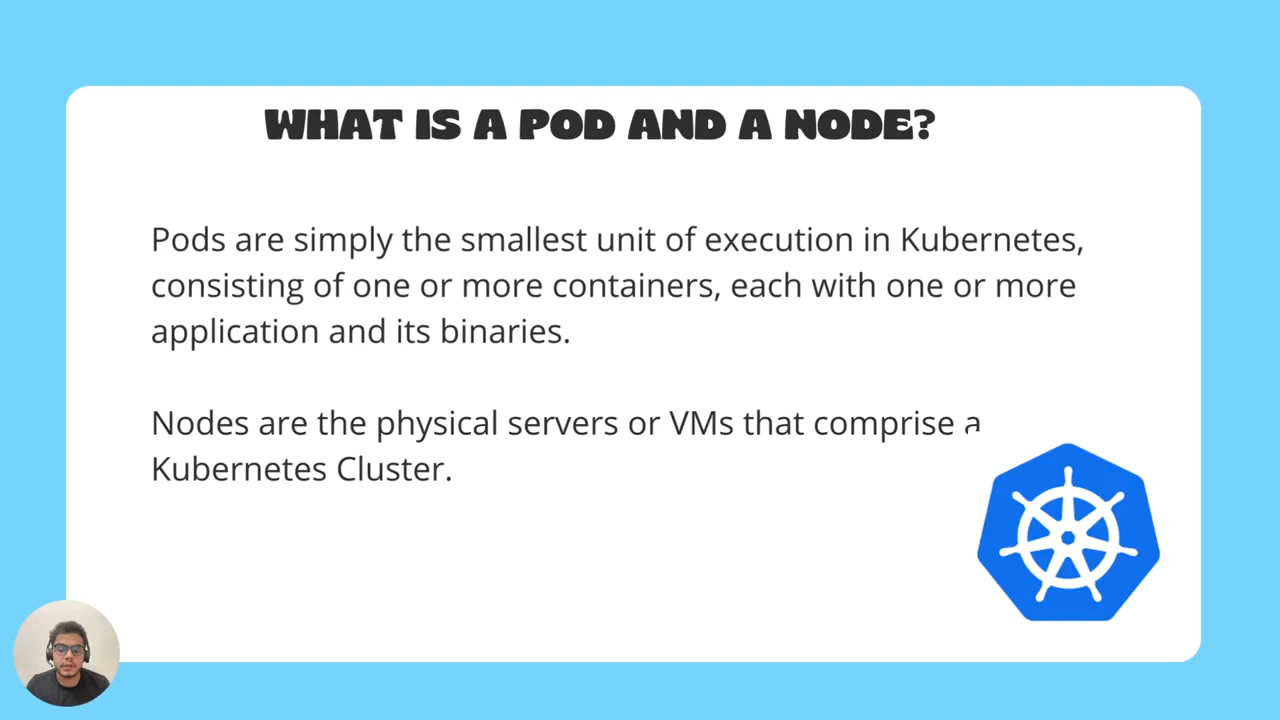 WHAT IS A POD AND A NODE?
Pods are simply the smallest unit of execution in Kubernetes,
consisting of one or more containers, each with one or more
application and its binaries.
Nodes are the physical servers or VMs that comprise a
Kubernetes Cluster.